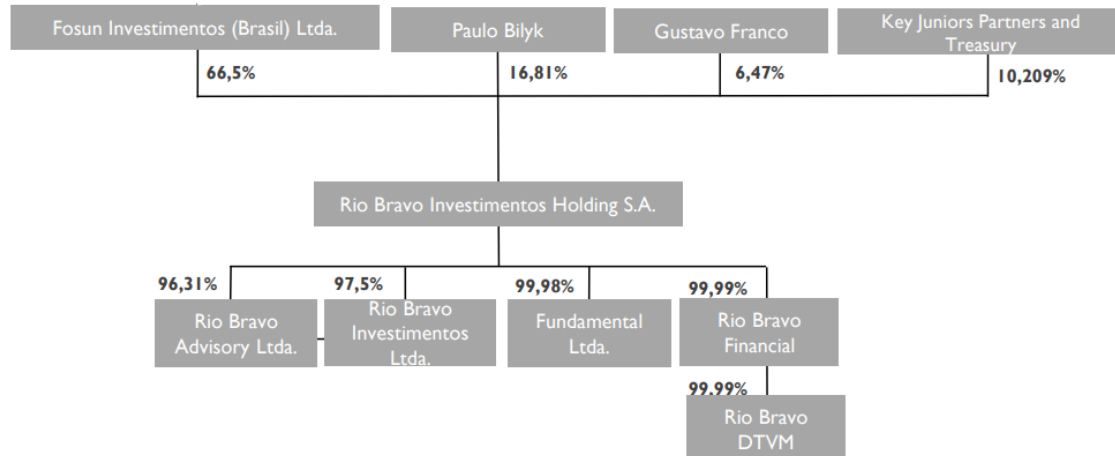 Fosun Investimentos (Brasil) Ltda.
Paulo Bilyk
Gustavo Franco
Key Juniors Partners and
Treasury
66,5%
16,81%
6,47%
10,209%
Rio Bravo Investimentos Holding S.A.
96,31%
97,5%
99,98%
99,99%
Rio Bravo
Advisory Ltda.
Rio Bravo
Investimentos
Ltda.
Fundamental
Ltda.
Rio Bravo
Financial
99,99%
Rio Bravo
DTVM